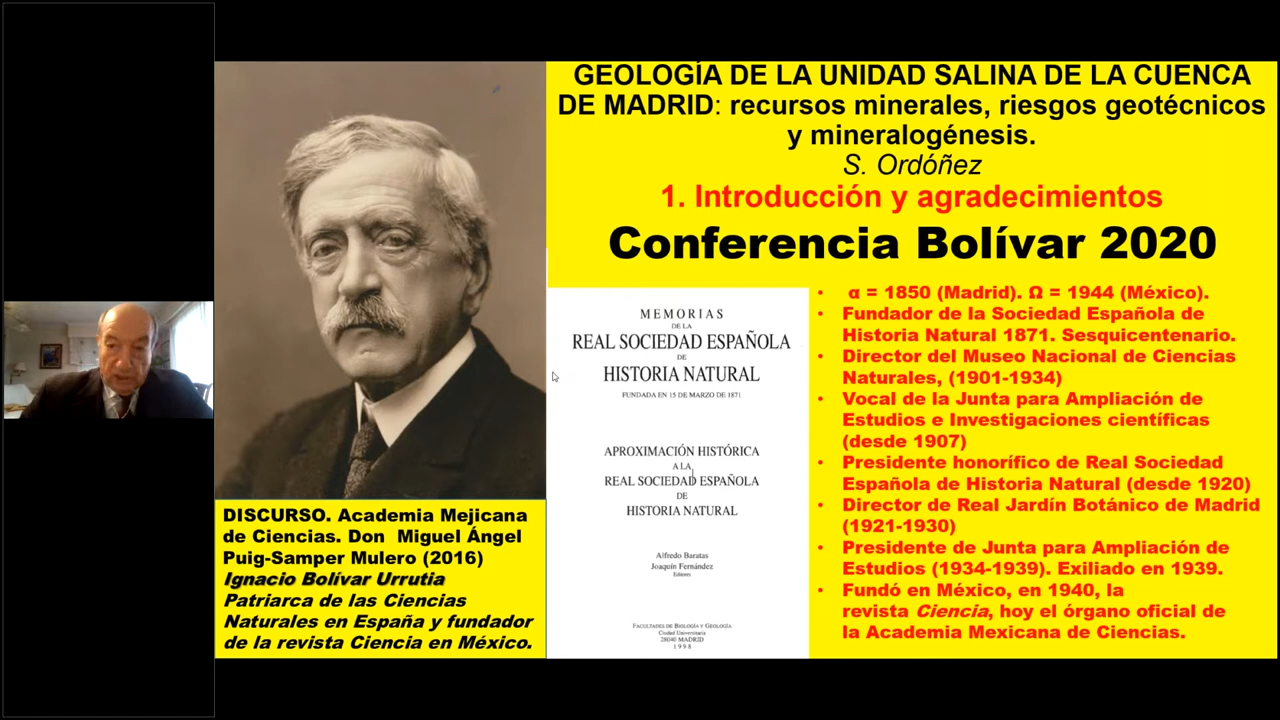 GEOLOGÍA DE LA UNIDAD SALINA DE LA CUENCA
DE MADRID: recursos minerales, riesgos geotécnicos
y mineralogénesis.
S. Ordóñez
1. Introducción y agradecimientos
Conferencia Bolívar 2020
MEMORIAS
DE LA
REAL SOCIEDAD ESPAÑOLA
DE
HISTORIA NATURAL
FUNDADA EN 15 DE MARZO DE 1871
APROXIMACIÓN HISTÓRICA
A LA
REAL SOCIEDAD ESPAÑOLA
DE
HISTORIA NATURAL
Alfredo Baratas
Joaquín Fernández
Editores
FACULTADES DE BIOLOGÍA Y GEOLOGÍA
Ciudad Universitaria
28040 MADRID
1998
• α = 1850 (Madrid). Ω = 1944 (México).
• Fundador de la Sociedad Española de
Historia Natural 1871. Sesquicentenario.
• Director del Museo Nacional de Ciencias
Naturales, (1901-1934)
• Vocal de la Junta para Ampliación de
Estudios e Investigaciones científicas
(desde 1907)
• Presidente honorífico de Real Sociedad
Española de Historia Natural (desde 1920)
• Director de Real Jardín Botánico de Madrid
(1921-1930)
• Presidente de Junta para Ampliación de
Estudios (1934-1939). Exiliado en 1939.
• Fundó en México, en 1940, la
revista Ciencia, hoy el órgano oficial de
la Academia Mexicana de Ciencias.
DISCURSO. Academia Mejicana
de Ciencias. Don Miguel Ángel
Puig-Samper Mulero (2016)
Ignacio Bolívar Urrutia
Patriarca de las Ciencias
Naturales en España y fundador
de la revista Ciencia en México.